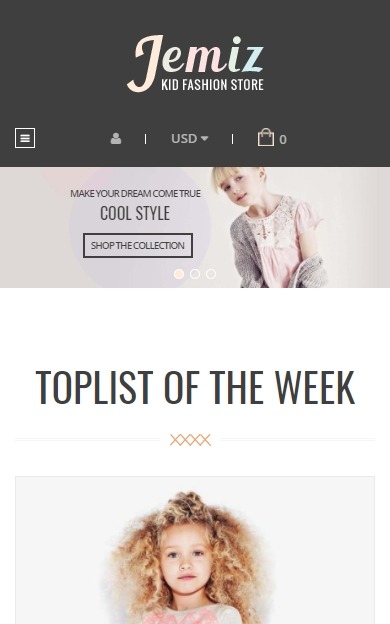 Jemiz
KID FASHION STORE
USD
0
MAKE YOUR DREAM COME TRUE
COOL STYLE
SHOP THE COLLECTION
TOPLIST OF THE WEEK